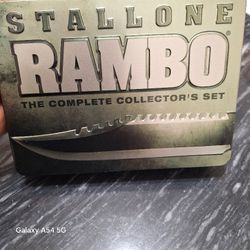 STALLONE
RAMBO®
THE COMPLETE COLLECTOR'S SET
Galaxy A54 5G